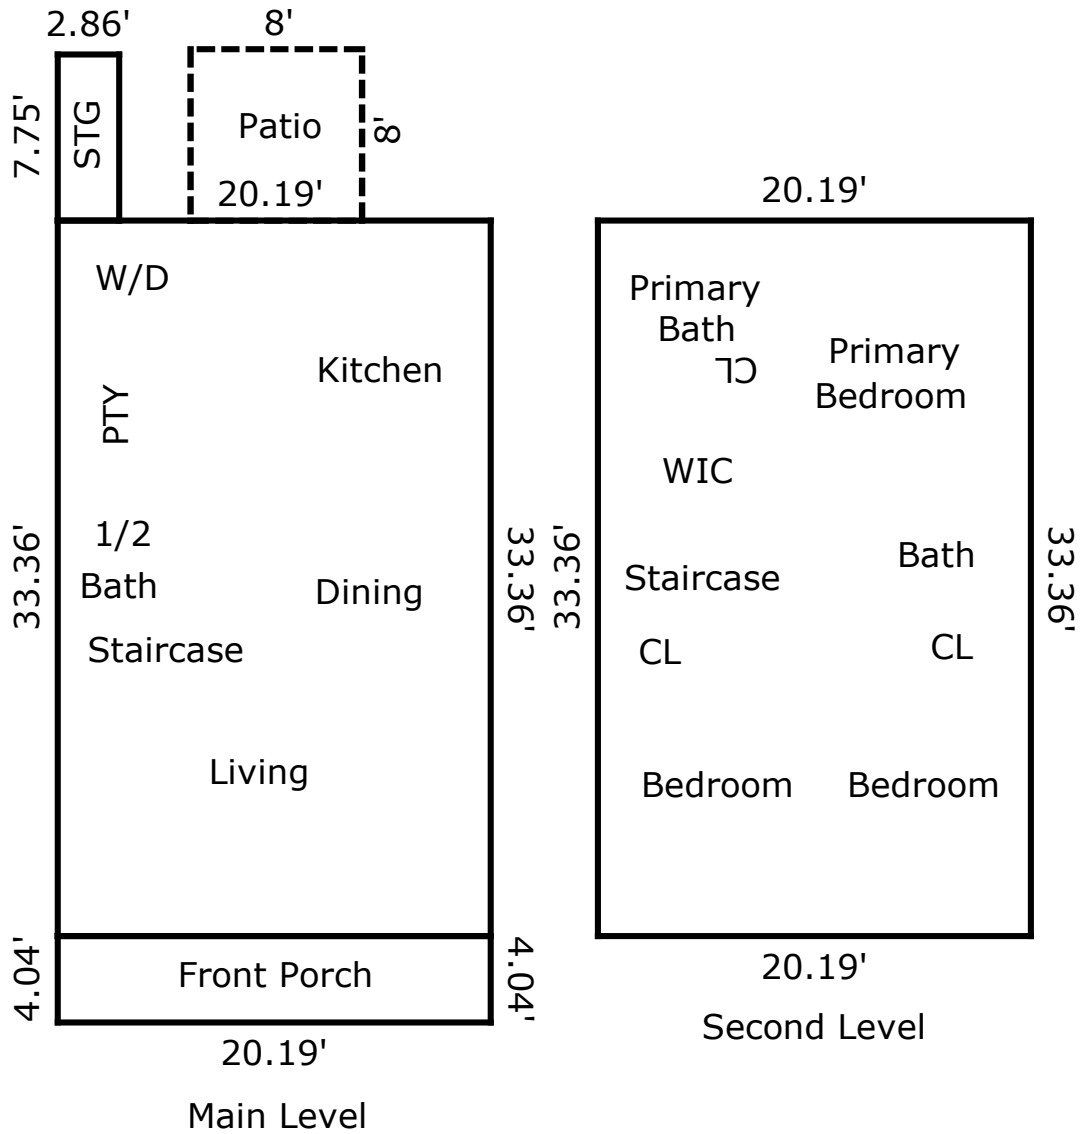 2.86'
8'
7.75'
STG
Patio
8'
20.19'
W/D
Kitchen
PTY
1/2
Bath
Dining
Staircase
33.36'
33.36'
Living
4.04'
Front Porch
4.04'
20.19'
Main Level
20.19'
Primary
Bath
CL
Primary
Bedroom
WIC
33.36'
Staircase
Bath
33.36'
CL
CL
Bedroom
Bedroom
20.19'
Second Level